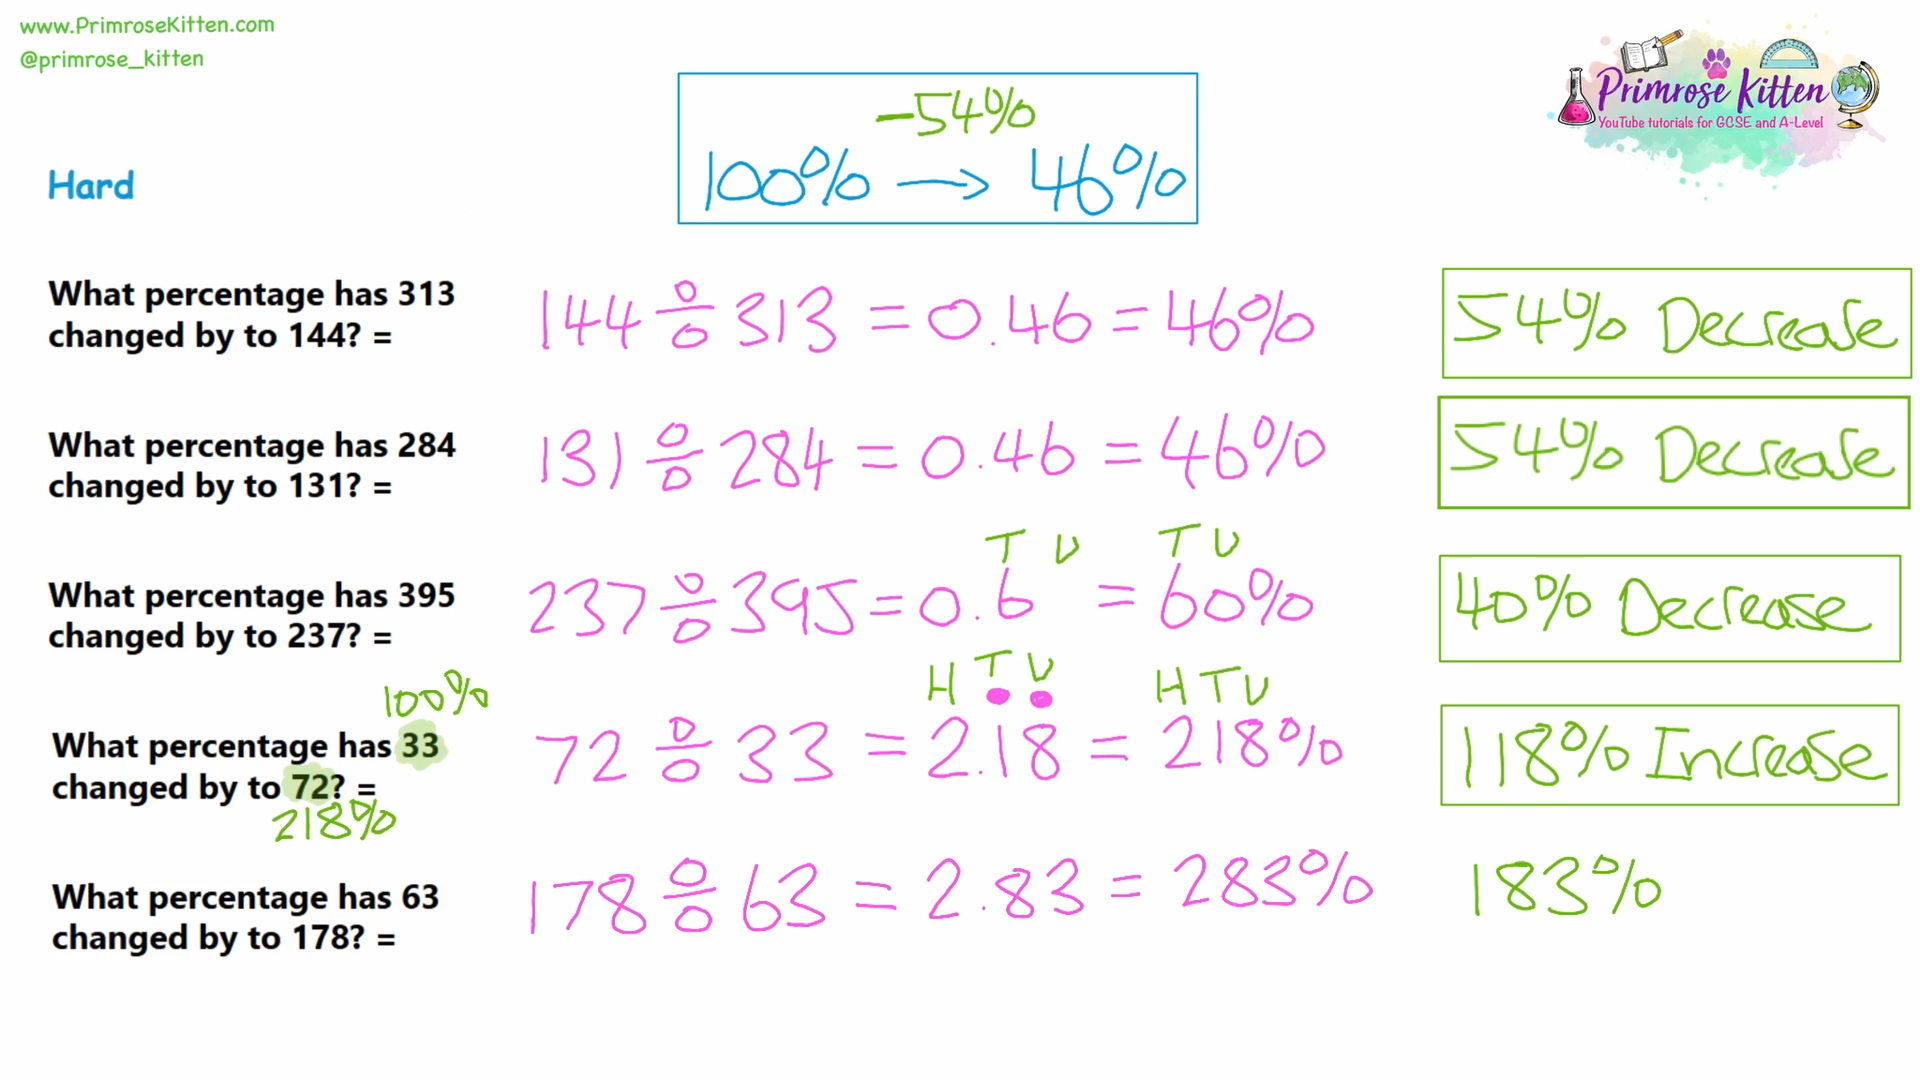 www.PrimroseKitten.com
@primrose_kitten
Primrose Kitten
YouTube tutorials for GCSE and A-Level
-54%
100% → 46%
Hard
What percentage has 313
changed by to 144? =
144 ÷ 313 = 0.46 = 46%
54% Decrease
What percentage has 284
changed by to 131? =
131 ÷ 284 = 0.46 = 46%
54% Decrease
T U T U
What percentage has 395
changed by to 237? =
237 ÷ 395 = 0.6 = 60%
40% Decrease
H T U H T U
100%
What percentage has 33
changed by to 72? =
218%
72 ÷ 33 = 2.18 = 218%
118% Increase
What percentage has 63
changed by to 178? =
178 ÷ 63 = 2.83 = 283%
183%